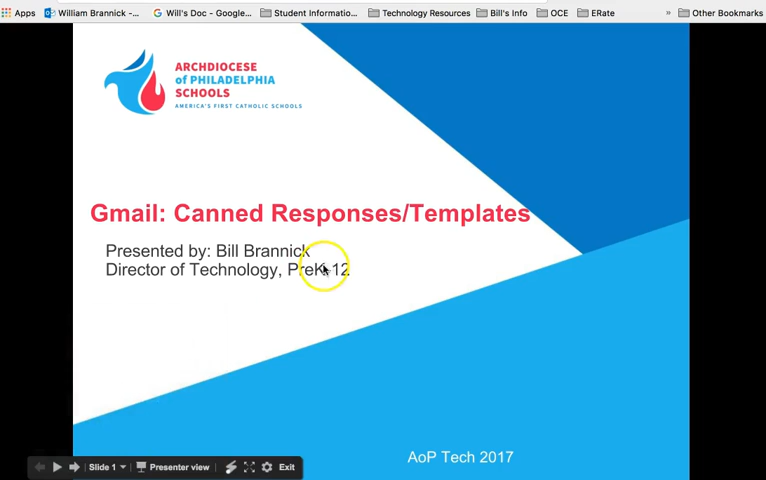 Apps
William Brannick -...
Will's Doc - Google...
Student Informatio...
Technology Resources
Bill's Info
OCE
ERate
»
Other Bookmarks
ARCHDIOCESE
of PHILADELPHIA
SCHOOLS
AMERICA'S FIRST CATHOLIC SCHOOLS
Gmail: Canned Responses/Templates
Presented by: Bill Brannick
Director of Technology, PreK-12
AoP Tech 2017
Slide 1
Presenter view
Exit